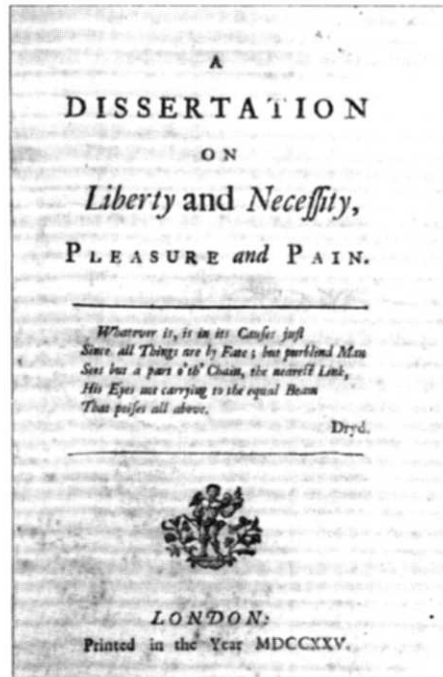 A
DISSERTATION
ON
Liberty and Neceſſity,
PLEASURE and PAIN.
Whatever is, is in its Cauſes juſt
Since all Things are by Fate; but purblind Man
Sees but a part o'th' Chain, the neareſt Link,
His Eyes not carrying to the equal Beam
That poiſes all above.
Dryd.
LONDON:
Printed in the Year MDCCXXV.